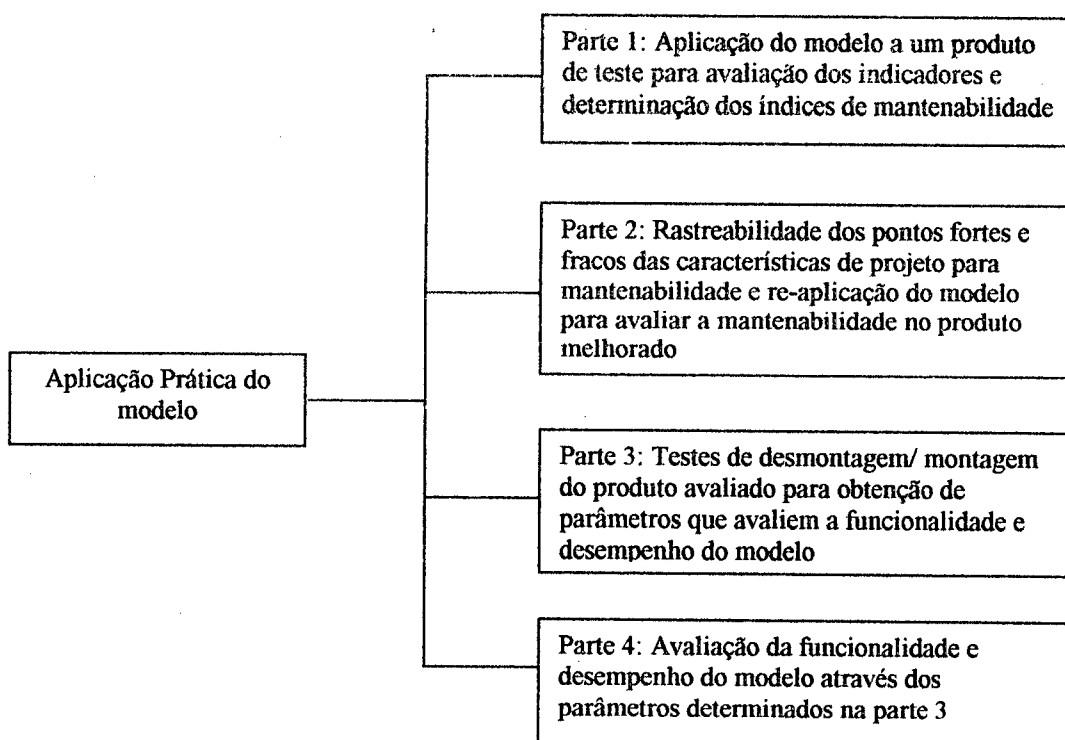 Parte 1: Aplicação do modelo a um produto
de teste para avaliação dos indicadores e
determinação dos índices de mantenabilidade
Parte 2: Rastreabilidade dos pontos fortes e
fracos das características de projeto para
mantenabilidade e re-aplicação do modelo
para avaliar a mantenabilidade no produto
melhorado
Aplicação Prática do
modelo
Parte 3: Testes de desmontagem/ montagem
do produto avaliado para obtenção de
parâmetros que avaliem a funcionalidade e
desempenho do modelo
Parte 4: Avaliação da funcionalidade e
desempenho do modelo através dos
parâmetros determinados na parte 3